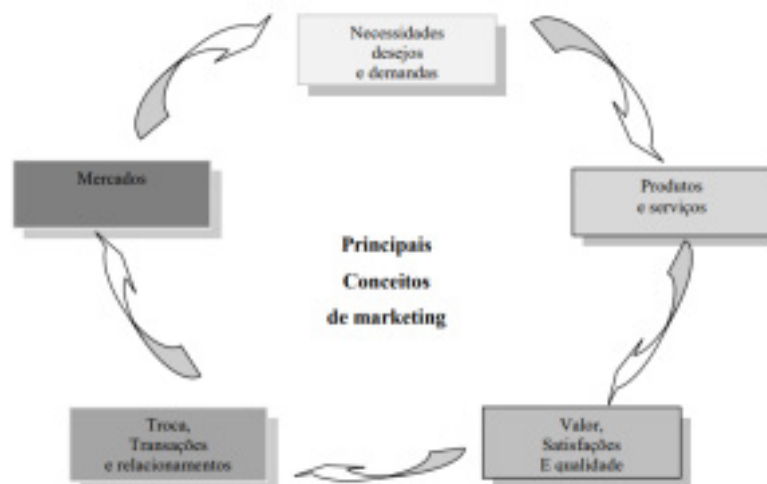 Necessidades
desejos
e demandas
Mercados
Produtos
e serviços
Principais
Conceitos
de marketing
Troca,
Transações
e relacionamentos
Valor,
Satisfações
E qualidade